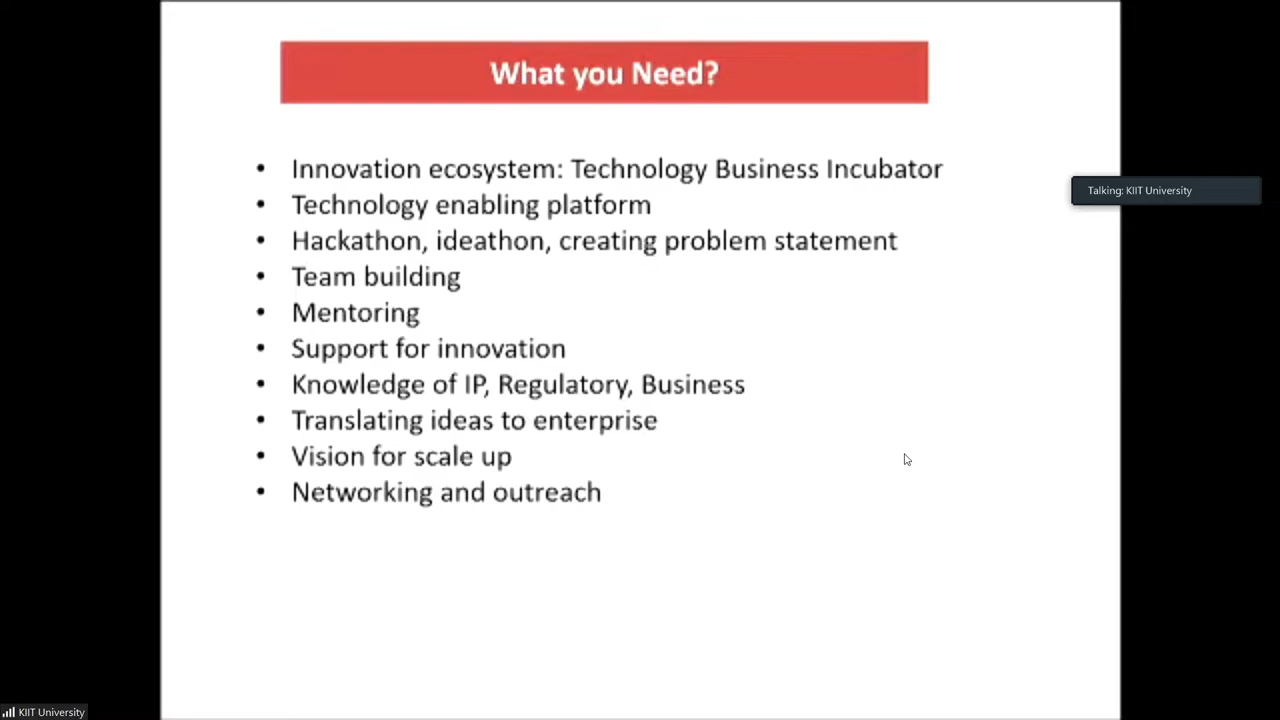 What you Need?
• Innovation ecosystem: Technology Business Incubator
• Technology enabling platform
• Hackathon, ideathon, creating problem statement
• Team building
• Mentoring
• Support for innovation
• Knowledge of IP, Regulatory, Business
• Translating ideas to enterprise
• Vision for scale up
• Networking and outreach
Talking: KIIT University
KIIT University